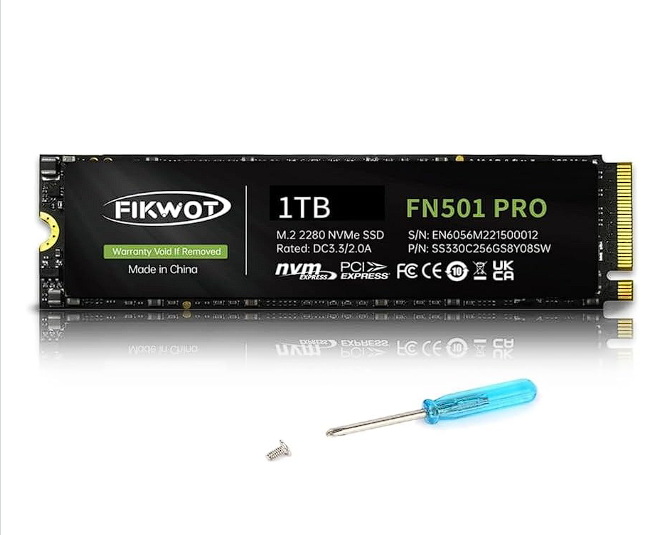 FIKWOT
Warranty Void If Removed
Made in China
1TB
M.2 2280 NVMe SSD
Rated: DC3.3/2.0A
nvm
EXPRESS
PCI
EXPRESS
FN501 PRO
S/N: EN6056M221500012
P/N: SS330C256GS8Y08SW
FC CE 10 UK
CA